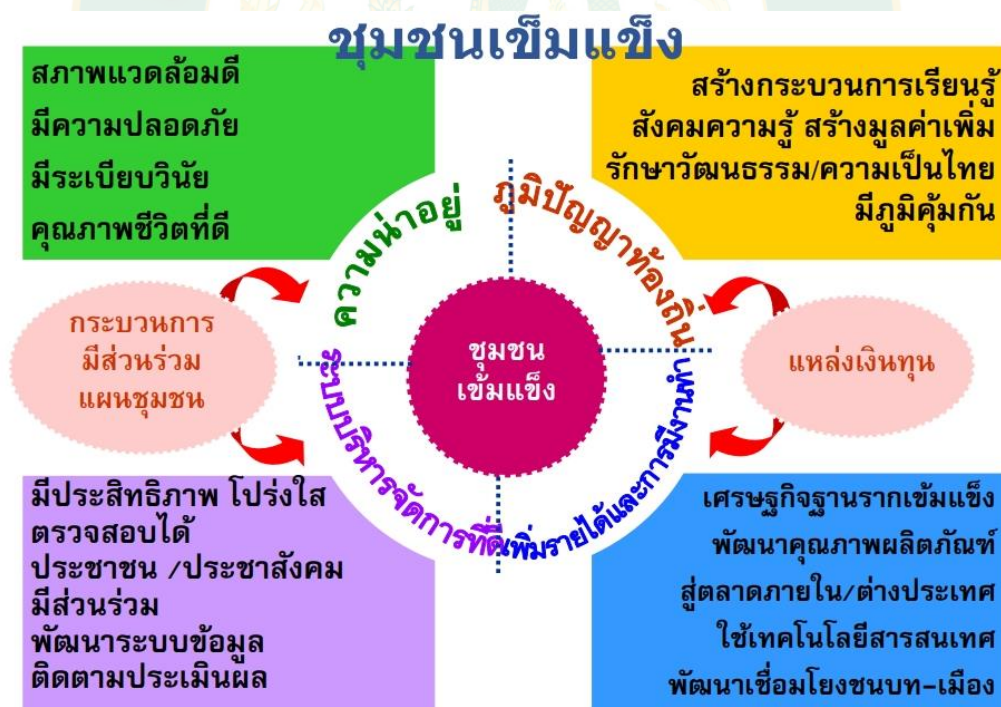 ชุมชนเข็มแข็ง
สภาพแวดล้อมดี
มีความปลอดภัย
มีระเบียบวินัย
คุณภาพชีวิตที่ดี
สร้างกระบวนการเรียนรู้
สังคมความรู้ สร้างมูลค่าเพิ่ม
รักษาวัฒนธรรม/ความเป็นไทย
มีภูมิคุ้มกัน
ความน่าอยู่
ภูมิปัญญาท้องถิ่น
กระบวนการ
มีส่วนร่วม
แผนชุมชน
ชุมชน
เข้มแข็ง
แหล่งเงินทุน
ระบบบริหารจัดการที่ดี
เพิ่มรายได้และการมีงานทำ
มีประสิทธิภาพ โปร่งใส
ตรวจสอบได้
ประชาชน /ประชาสังคม
มีส่วนร่วม
พัฒนาระบบข้อมูล
ติดตามประเมินผล
เศรษฐกิจฐานรากเข้มแข็ง
พัฒนาคุณภาพผลิตภัณฑ์
สู่ตลาดภายใน/ต่างประเทศ
ใช้เทคโนโลยีสารสนเทศ
พัฒนาเชื่อมโยงชนบท-เมือง